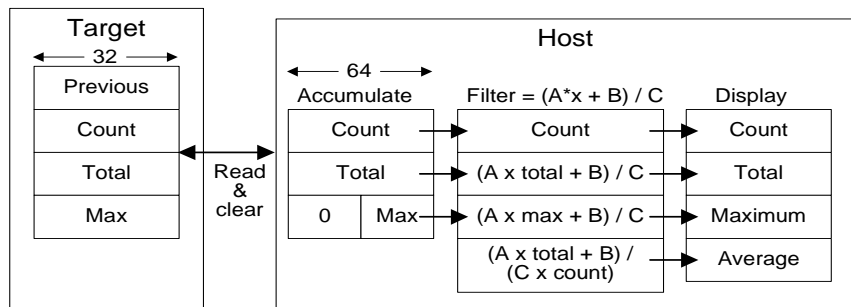 Target
Host
32
64
Previous
Accumulate
Filter = (A*x + B) / C
Display
Count
Count
Count
Count
Total
Read
& 
clear
Total
(A x total + B) / C
Total
Max
0
Max
(A x max + B) / C
Maximum
(A x total + B) /
(C x count)
Average